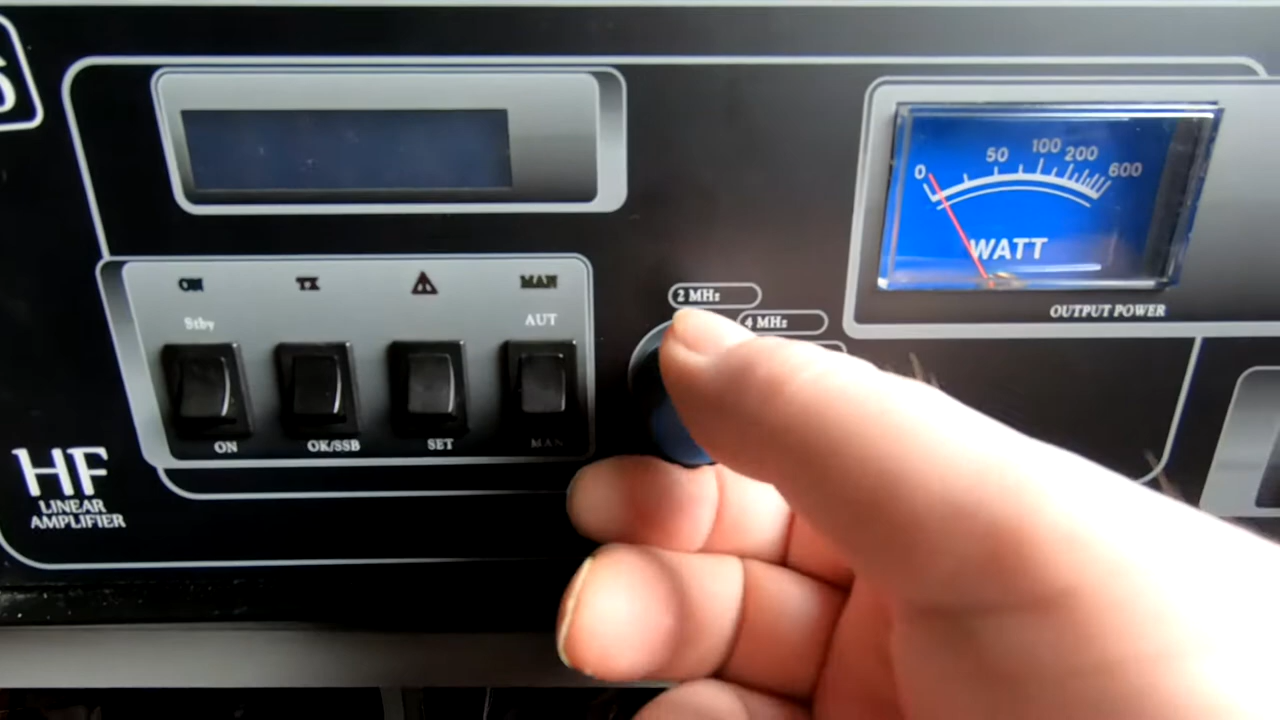 0 50 100 200 600
WATT
OUTPUT POWER
ON TX MAN
Stby AUT
ON OK/SSB SET MAN
2 MHz
4 MHz
HF
LINEAR
AMPLIFIER